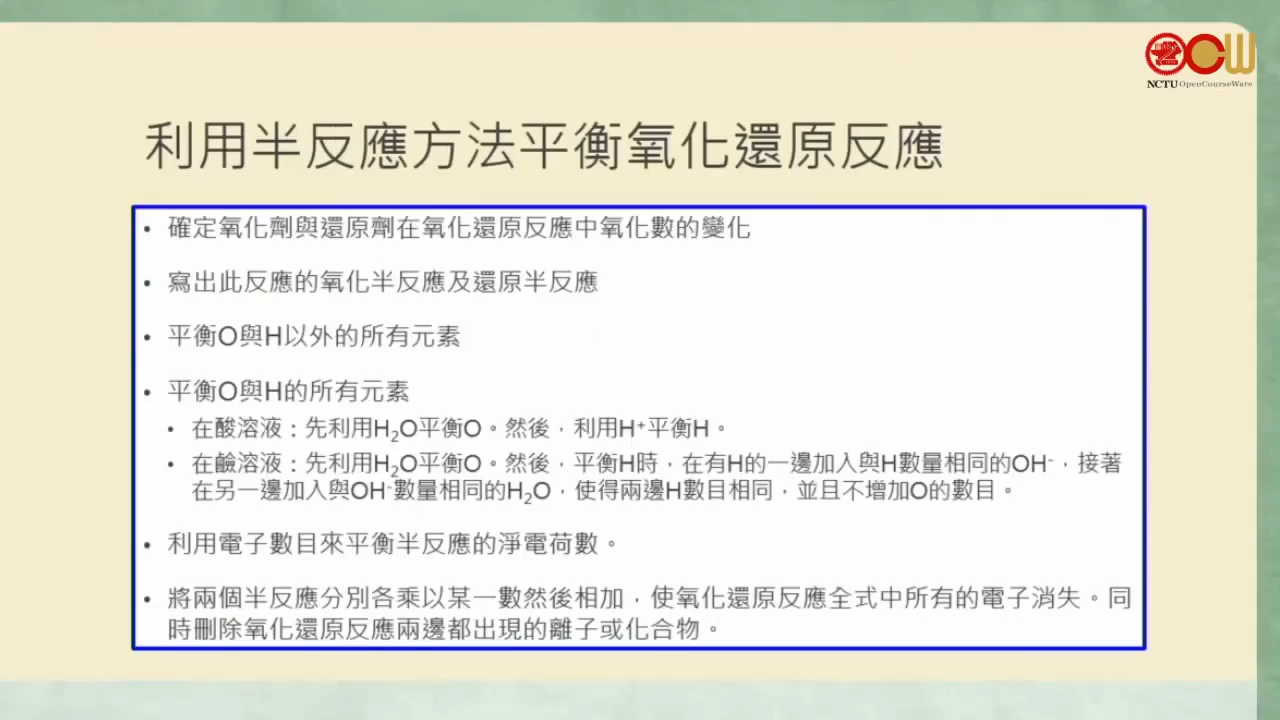 NCTU OpenCourseWare
利用半反應方法平衡氧化還原反應
• 確定氧化劑與還原劑在氧化還原反應中氧化數的變化
• 寫出此反應的氧化半反應及還原半反應
• 平衡O與H以外的所有元素
• 平衡O與H的所有元素
• 在酸溶液：先利用H₂O平衡O。然後，利用H⁺平衡H。
• 在鹼溶液：先利用H₂O平衡O。然後，平衡H時，在有H的一邊加入與H數量相同的OH⁻，接著
在另一邊加入與OH⁻數量相同的H₂O，使得兩邊H數目相同，並且不增加O的數目。
• 利用電子數目來平衡半反應的淨電荷數。
• 將兩個半反應分別各乘以某一數然後相加，使氧化還原反應全式中所有的電子消失。同
時刪除氧化還原反應兩邊都出現的離子或化合物。